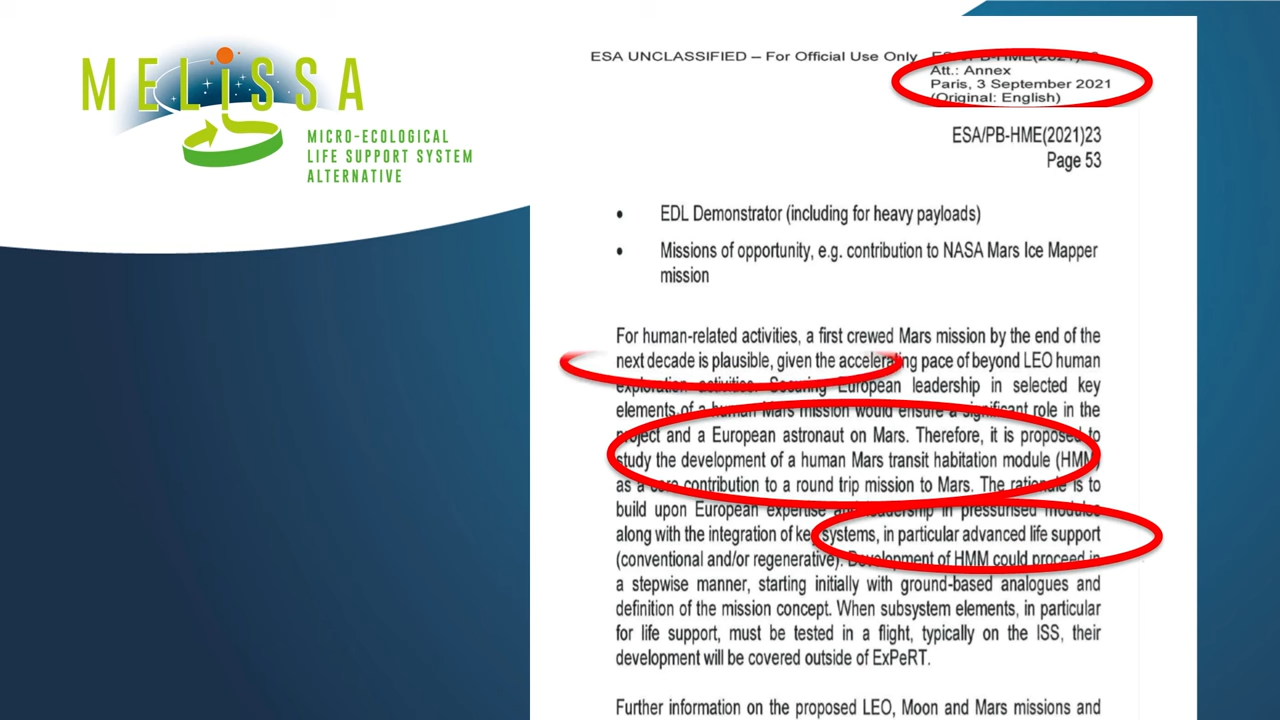 MELiSSA
MICRO-ECOLOGICAL
LIFE SUPPORT SYSTEM
ALTERNATIVE
ESA UNCLASSIFIED – For Official Use Only
Att.: Annex
Paris, 3 September 2021
(Original: English)
ESA/PB-HME(2021)23
Page 53
• EDL Demonstrator (including for heavy payloads)
• Missions of opportunity, e.g. contribution to NASA Mars Ice Mapper
mission
For human-related activities, a first crewed Mars mission by the end of the
next decade is plausible, given the accelerating pace of beyond LEO human
exploration activities. Securing European leadership in selected key
elements of a human Mars mission would ensure a significant role in the
project and a European astronaut on Mars. Therefore, it is proposed to
study the development of a human Mars transit habitation module (HMM)
as a core contribution to a round trip mission to Mars. The rationale is to
build upon European expertise and leadership in pressurised modules
along with the integration of key systems, in particular advanced life support
(conventional and/or regenerative). Development of HMM could proceed in
a stepwise manner, starting initially with ground-based analogues and
definition of the mission concept. When subsystem elements, in particular
for life support, must be tested in a flight, typically on the ISS, their
development will be covered outside of ExPeRT.
Further information on the proposed LEO, Moon and Mars missions and